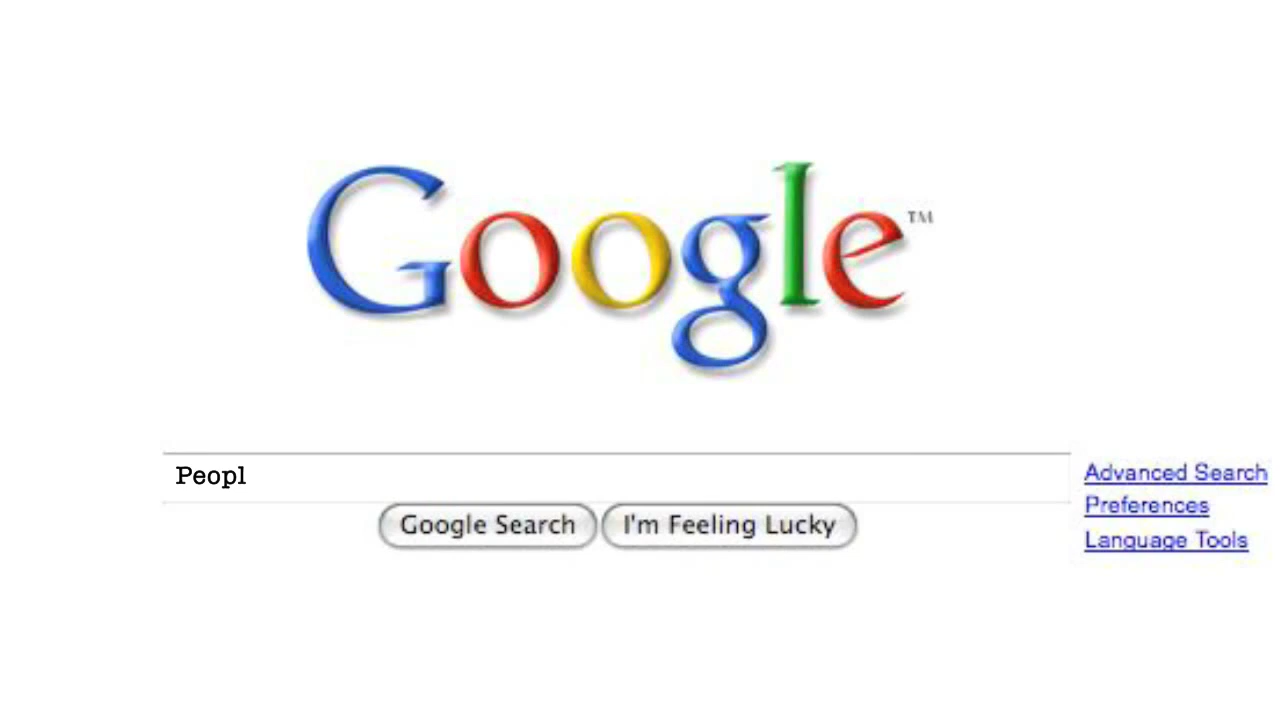 Google™
Peopl
Advanced Search
Google Search I'm Feeling Lucky
Preferences
Language Tools